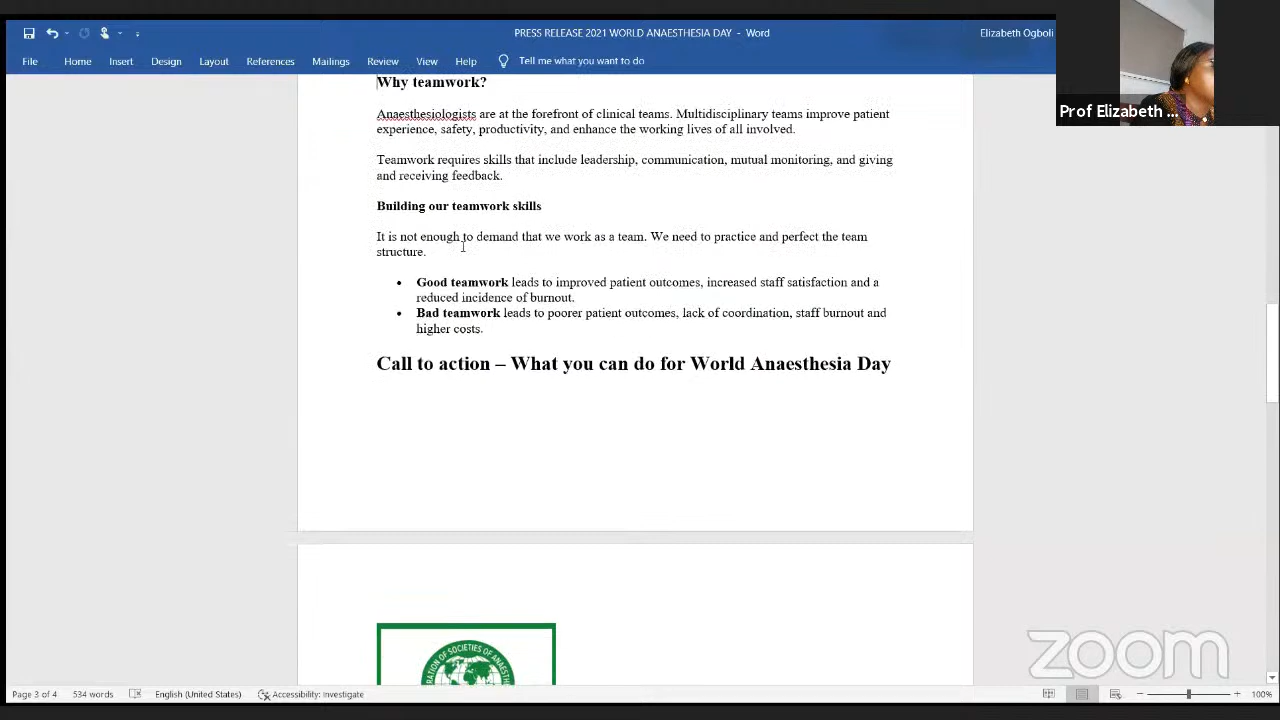 PRESS RELEASE 2021 WORLD ANAESTHESIA DAY - Word
Elizabeth Ogboli
File Home Insert Design Layout References Mailings Review View Help Tell me what you want to do
Prof Elizabeth ...
Why teamwork?
Anaesthesiologists are at the forefront of clinical teams. Multidisciplinary teams improve patient
experience, safety, productivity, and enhance the working lives of all involved.
Teamwork requires skills that include leadership, communication, mutual monitoring, and giving
and receiving feedback.
Building our teamwork skills
It is not enough to demand that we work as a team. We need to practice and perfect the team
structure.
• Good teamwork leads to improved patient outcomes, increased staff satisfaction and a
reduced incidence of burnout.
• Bad teamwork leads to poorer patient outcomes, lack of coordination, staff burnout and
higher costs.
Call to action – What you can do for World Anaesthesia Day
OF SOCIETIES OF
zoom
Page 3 of 4 534 words English (United States) Accessibility: Investigate 100%